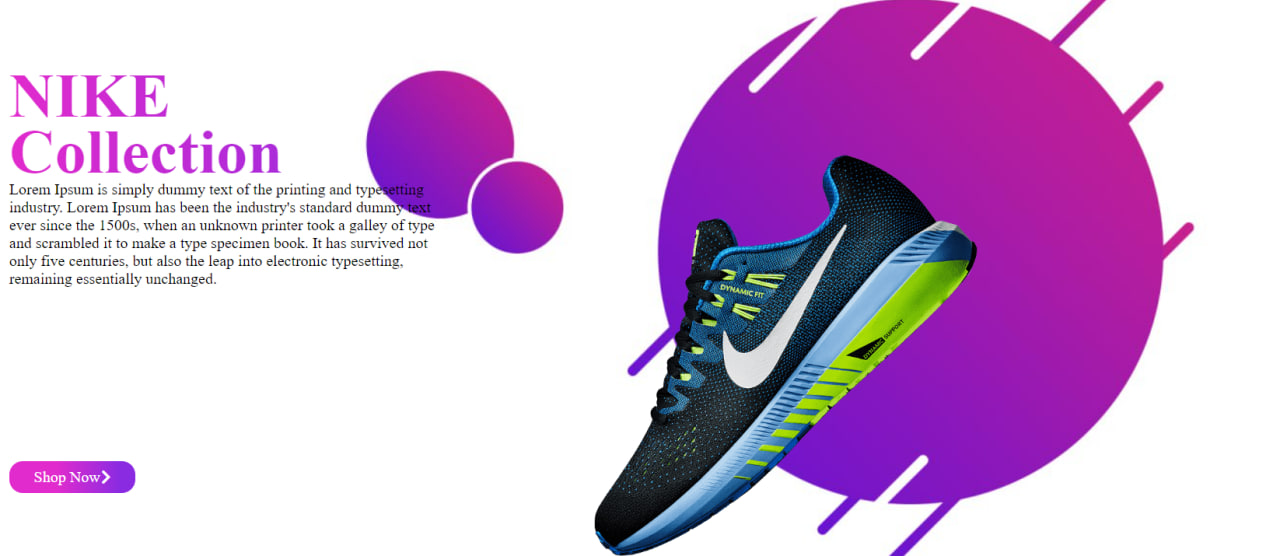 NIKE
Collection
Lorem Ipsum is simply dummy text of the printing and typesetting
industry. Lorem Ipsum has been the industry's standard dummy text
ever since the 1500s, when an unknown printer took a galley of type
and scrambled it to make a type specimen book. It has survived not
only five centuries, but also the leap into electronic typesetting,
remaining essentially unchanged.
Shop Now
DYNAMIC FIT
DYNAMIC SUPPORT